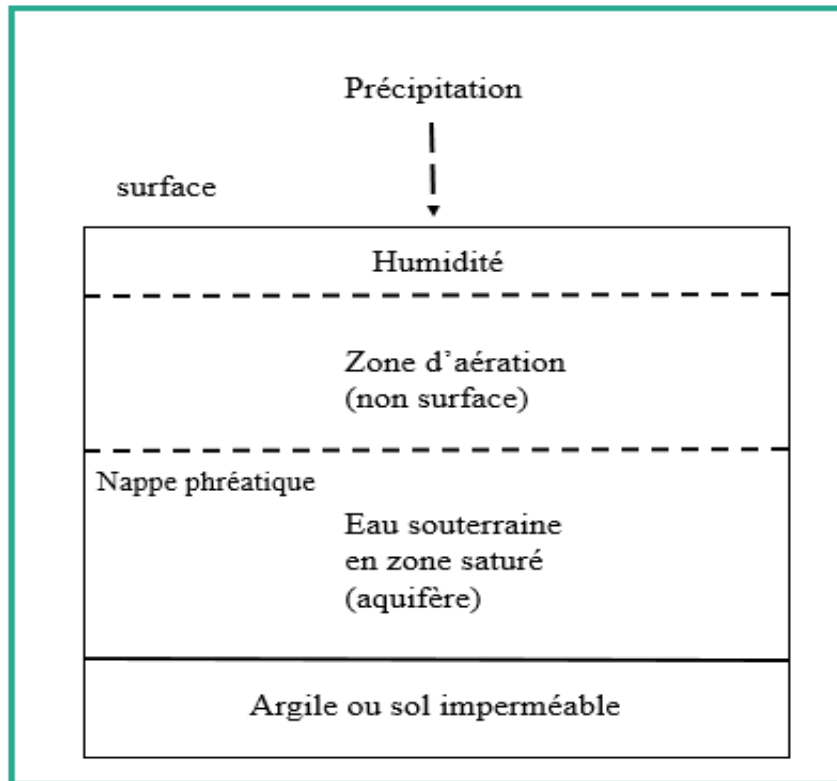 Précipitation
surface
Humidité
Zone d'aération
(non surface)
Nappe phréatique
Eau souterraine
en zone saturé
(aquifère)
Argile ou sol imperméable